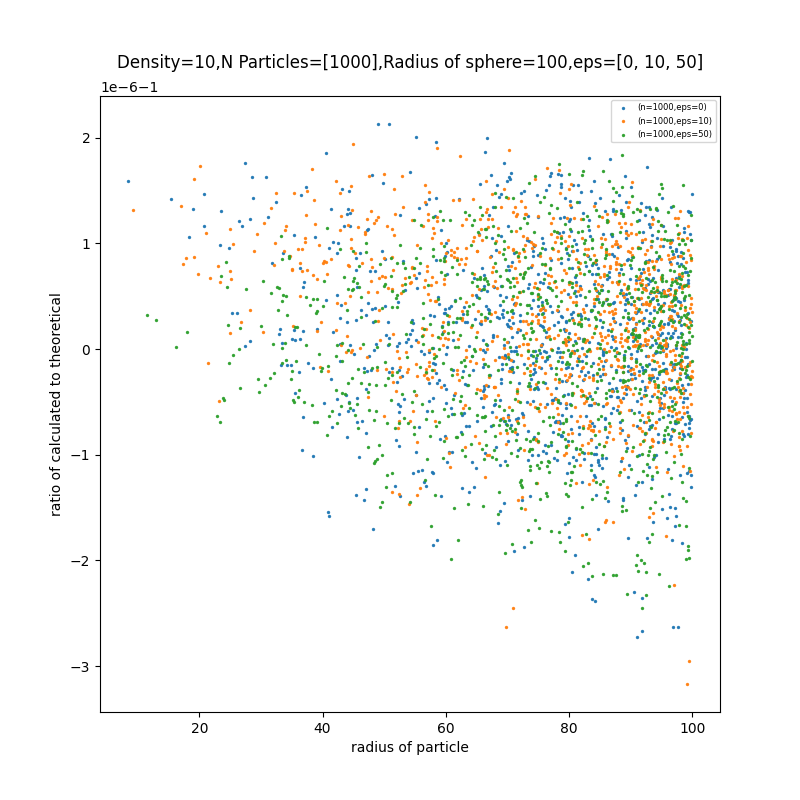 Density=10,N Particles=[1000],Radius of sphere=100,eps=[0, 10, 50]
1e−6−1
(n=1000,eps=0)
(n=1000,eps=10)
(n=1000,eps=50)
2
1
0
−1
−2
−3
ratio of calculated to theoretical
20 40 60 80 100
radius of particle